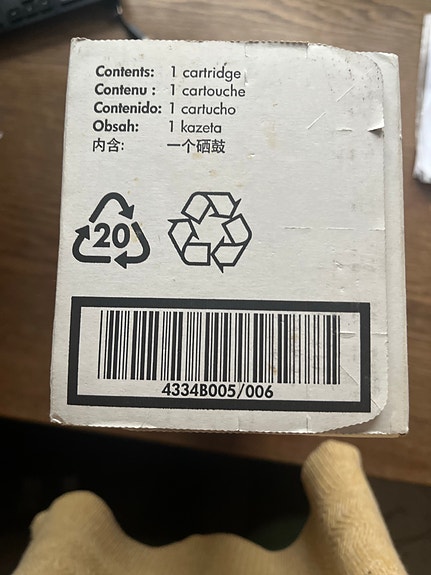 Contents: 1 cartridge
Contenu : 1 cartouche
Contenido: 1 cartucho
Obsah: 1 kazeta
内含: 一个硒鼓
20
4334B005/006